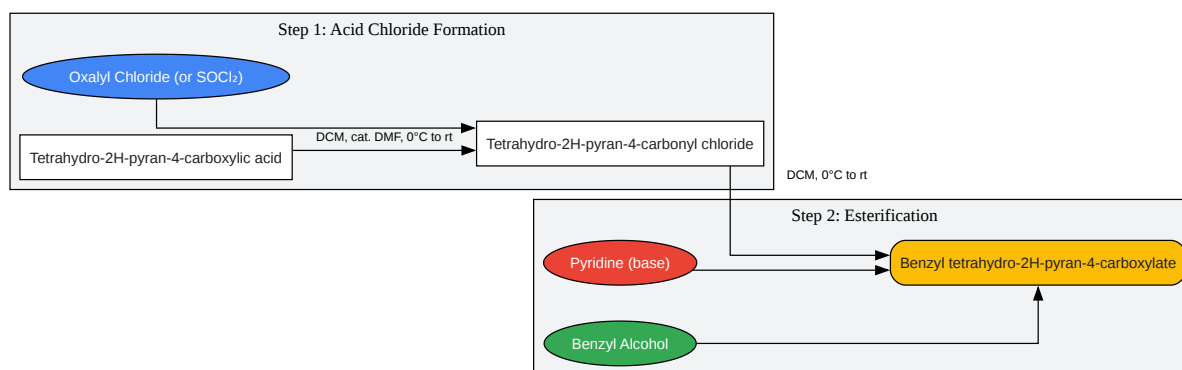 Step 1: Acid Chloride Formation
Oxalyl Chloride (or SOCl₂)
DCM, cat. DMF, 0°C to rt
Tetrahydro-2H-pyran-4-carboxylic acid
Tetrahydro-2H-pyran-4-carbonyl chloride
DCM, 0°C to rt
Step 2: Esterification
Pyridine (base)
Benzyl tetrahydro-2H-pyran-4-carboxylate
Benzyl Alcohol